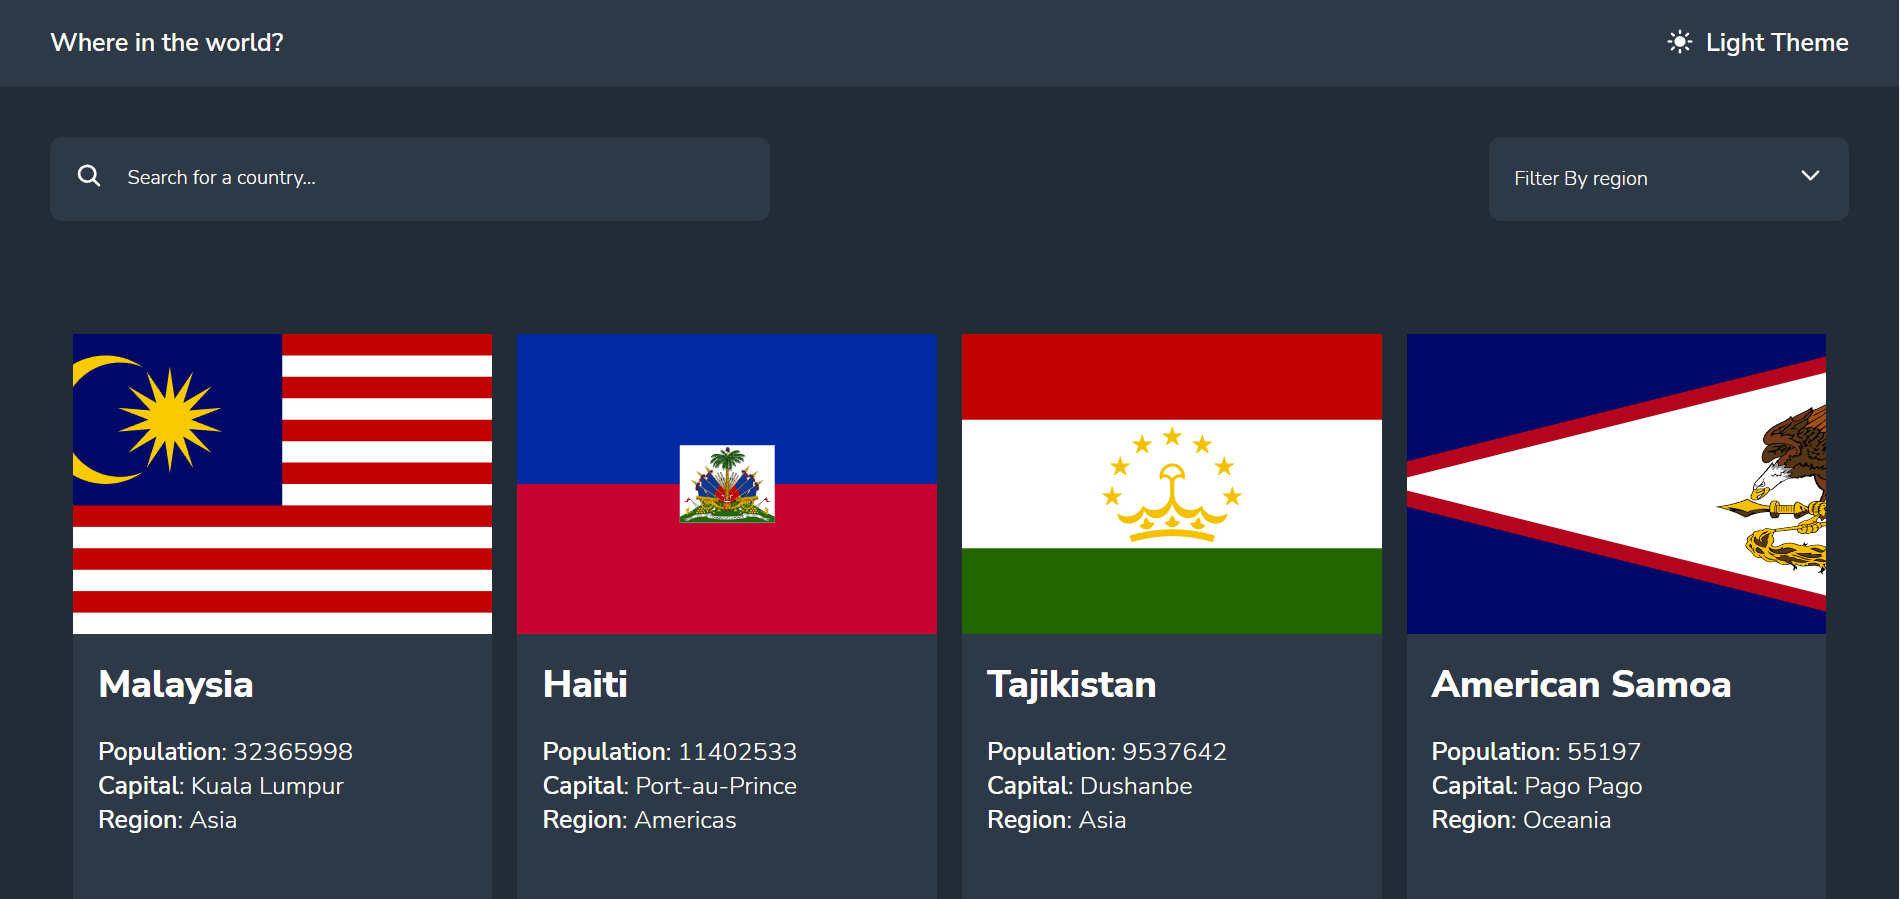 Where in the world?
Light Theme
Search for a country...
Filter By region
Malaysia
Population: 32365998
Capital: Kuala Lumpur
Region: Asia
Haiti
Population: 11402533
Capital: Port-au-Prince
Region: Americas
Tajikistan
Population: 9537642
Capital: Dushanbe
Region: Asia
American Samoa
Population: 55197
Capital: Pago Pago
Region: Oceania